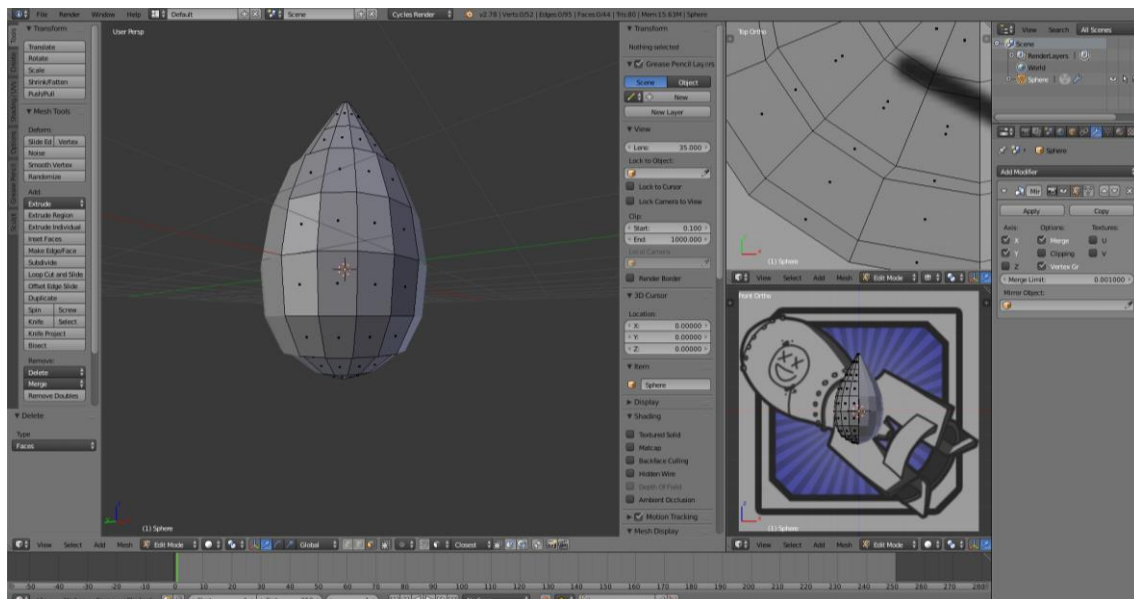 File Render Window Help Default Scene Cycles Render v2.78 | Verts:0/52 | Edges:0/95 | Faces:0/44 | Tris:80 | Mem:15.63M | Sphere
Transform
Translate
Rotate
Scale
Shrink/Fatten
Push/Pull
Mesh Tools
Deform:
Slide Ed Vertex
Noise
Smooth Vertex
Randomize
Add:
Extrude
Extrude Region
Extrude Individual
Inset Faces
Make Edge/Face
Subdivide
Loop Cut and Slide
Offset Edge Slide
Duplicate
Spin Screw
Knife Select
Knife Project
Bisect
Remove:
Delete
Merge
Remove Doubles
Delete
Type
Faces
Tools
Create
Shading / UVs
Options
Grease Pencil
User Persp
(1) Sphere
View Select Add Mesh Edit Mode Global Closest
Transform
Nothing selected
Grease Pencil Layers
Scene Object
New
New Layer
View
Lens: 35.000
Lock to Object:
Lock to Cursor
Lock Camera to View
Clip:
Start: 0.100
End: 1000.000
Local Camera:
Render Border
3D Cursor
Location:
X: 0.00000
Y: 0.00000
Z: 0.00000
Item
Sphere
Display
Shading
Textured Solid
Matcap
Backface Culling
Hidden Wire
Depth Of Field
Ambient Occlusion
Motion Tracking
Mesh Display
Top Ortho
(1) Sphere
View Select Add Mesh Edit Mode
Front Ortho
(1) Sphere
View Select Add Mesh Edit Mode
View Search All Scenes
Scene
RenderLayers
World
Sphere
Sphere
Add Modifier
Mir
Apply Copy
Axis: Options: Textures:
X Merge U
Y Clipping V
Z Vertex Gr
Merge Limit: 0.001000
Mirror Object:
-50 -40 -30 -20 -10 0 10 20 30 40 50 60 70 80 90 100 110 120 130 140 150 160 170 180 190 200 210 220 230 240 250 260 270 280